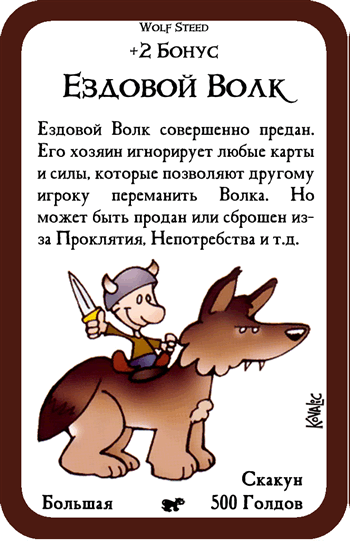 Wolf Steed
+2 Бонус
Ездовой Волк
Ездовой Волк совершенно предан.
Его хозяин игнорирует любые карты
и силы, которые позволяют другому
игроку переманить Волка. Но
может быть продан или сброшен из-
за Проклятия, Непотребства и т.д.
Kovalic
Скакун
Большая 500 Голдов